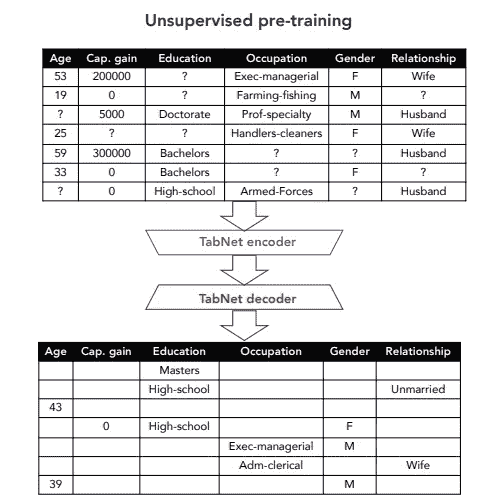 Unsupervised pre-training
Age Cap. gain Education Occupation Gender Relationship
53 200000 ? Exec-managerial F Wife
19 0 ? Farming-fishing M ?
? 5000 Doctorate Prof-specialty M Husband
25 ? ? Handlers-cleaners F Wife
59 300000 Bachelors ? ? Husband
33 0 Bachelors ? F ?
? 0 High-school Armed-Forces ? Husband
TabNet encoder
TabNet decoder
Age Cap. gain Education Occupation Gender Relationship
Masters
High-school Unmarried
43
0 High-school F
Exec-managerial M
Adm-clerical Wife
39 M